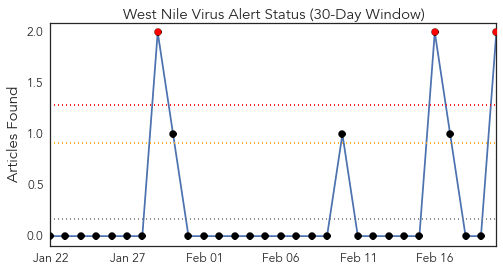 West Nile Virus Alert Status (30-Day Window)
Articles Found
2.0
1.5
1.0
0.5
0.0
Jan 22 Jan 27 Feb 01 Feb 06 Feb 11 Feb 16